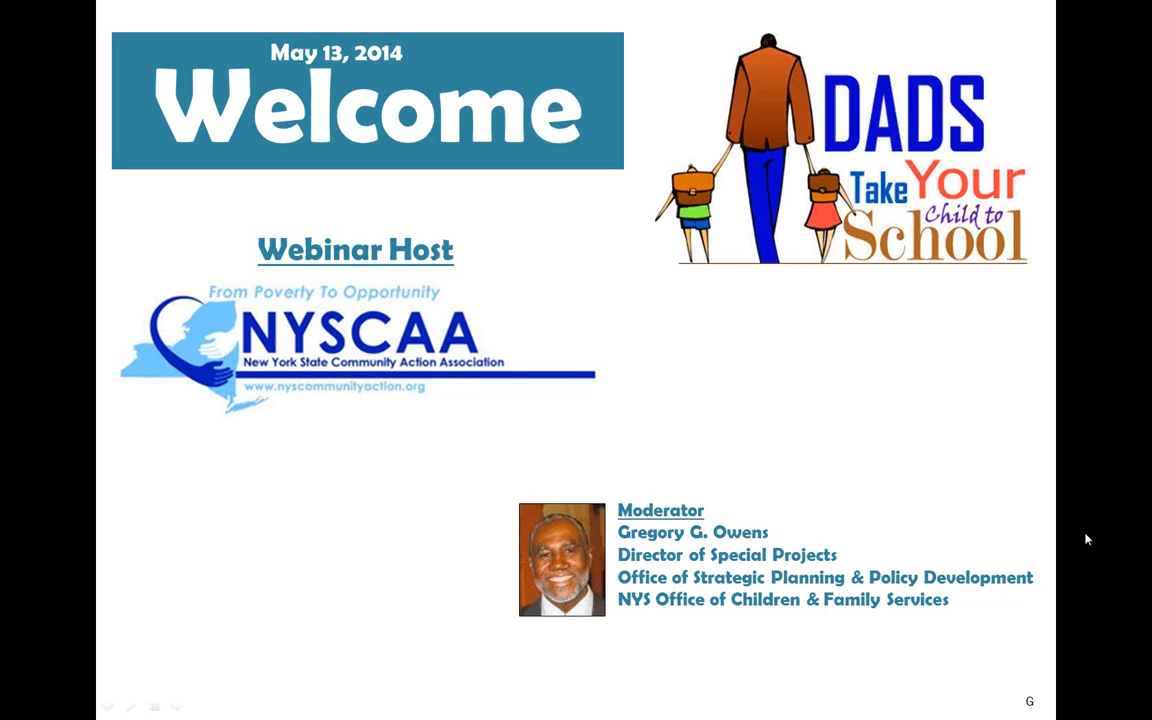 May 13, 2014
Welcome
DADS
Take Your
Child to
School
Webinar Host
From Poverty To Opportunity
NYSCAA
New York State Community Action Association
www.nyscommunityaction.org
Moderator
Gregory G. Owens
Director of Special Projects
Office of Strategic Planning & Policy Development
NYS Office of Children & Family Services
G